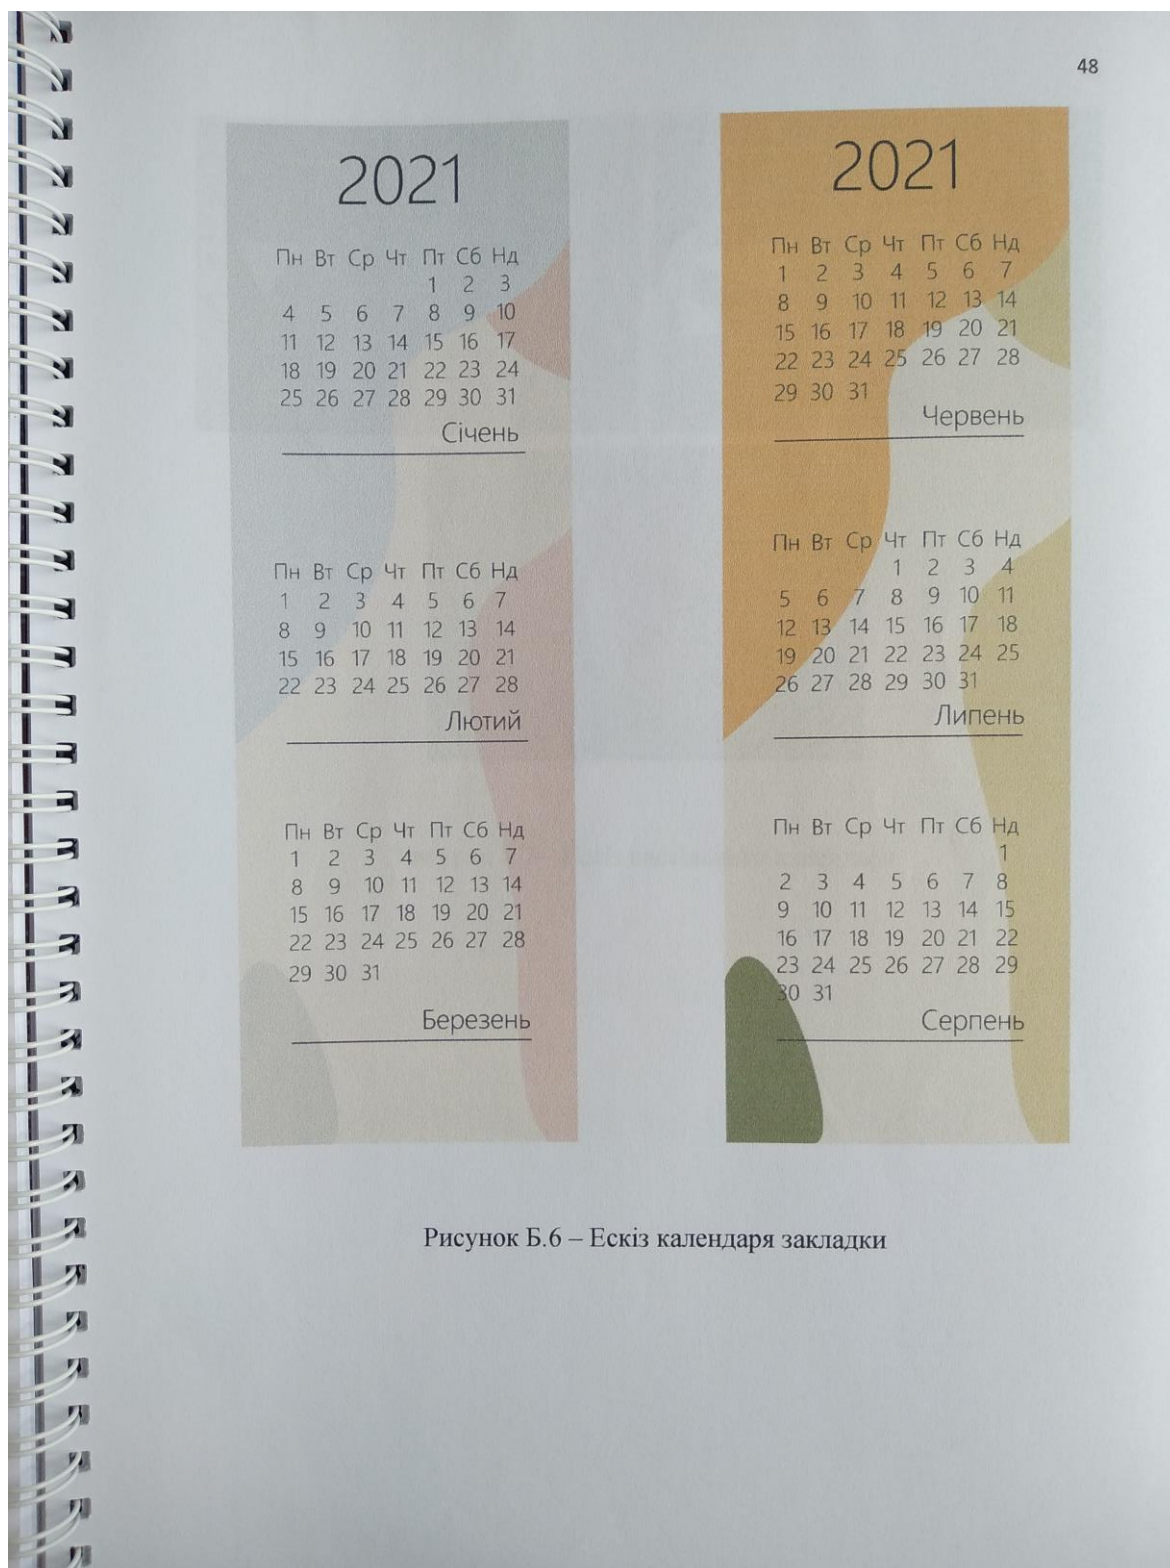 48
2021
Пн Вт Ср Чт Пт Сб Нд
1 2 3
4 5 6 7 8 9 10
11 12 13 14 15 16 17
18 19 20 21 22 23 24
25 26 27 28 29 30 31
Січень
Пн Вт Ср Чт Пт Сб Нд
1 2 3 4 5 6 7
8 9 10 11 12 13 14
15 16 17 18 19 20 21
22 23 24 25 26 27 28
Лютий
Пн Вт Ср Чт Пт Сб Нд
1 2 3 4 5 6 7
8 9 10 11 12 13 14
15 16 17 18 19 20 21
22 23 24 25 26 27 28
29 30 31
Березень
2021
Пн Вт Ср Чт Пт Сб Нд
1 2 3 4 5 6 7
8 9 10 11 12 13 14
15 16 17 18 19 20 21
22 23 24 25 26 27 28
29 30 31
Червень
Пн Вт Ср Чт Пт Сб Нд
1 2 3 4
5 6 7 8 9 10 11
12 13 14 15 16 17 18
19 20 21 22 23 24 25
26 27 28 29 30 31
Липень
Пн Вт Ср Чт Пт Сб Нд
1
2 3 4 5 6 7 8
9 10 11 12 13 14 15
16 17 18 19 20 21 22
23 24 25 26 27 28 29
30 31
Серпень
Рисунок Б.6 – Ескіз календаря закладки